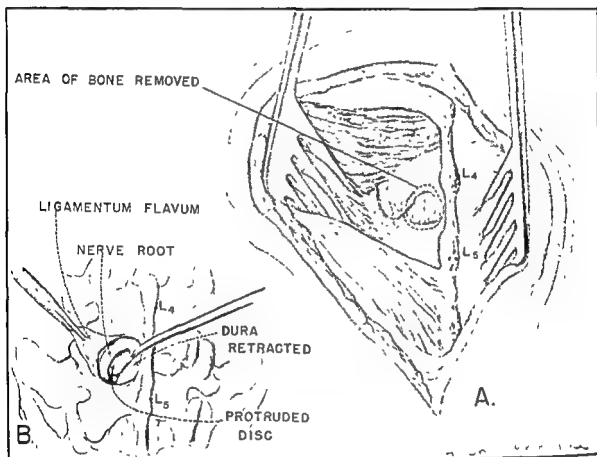 AREA OF BONE REMOVED
L4
LIGAMENTUM FLAVUM
NERVE ROOT
L5
L4
DURA
RETRACTED
L5
A.
PROTRUDED
DISC
B.